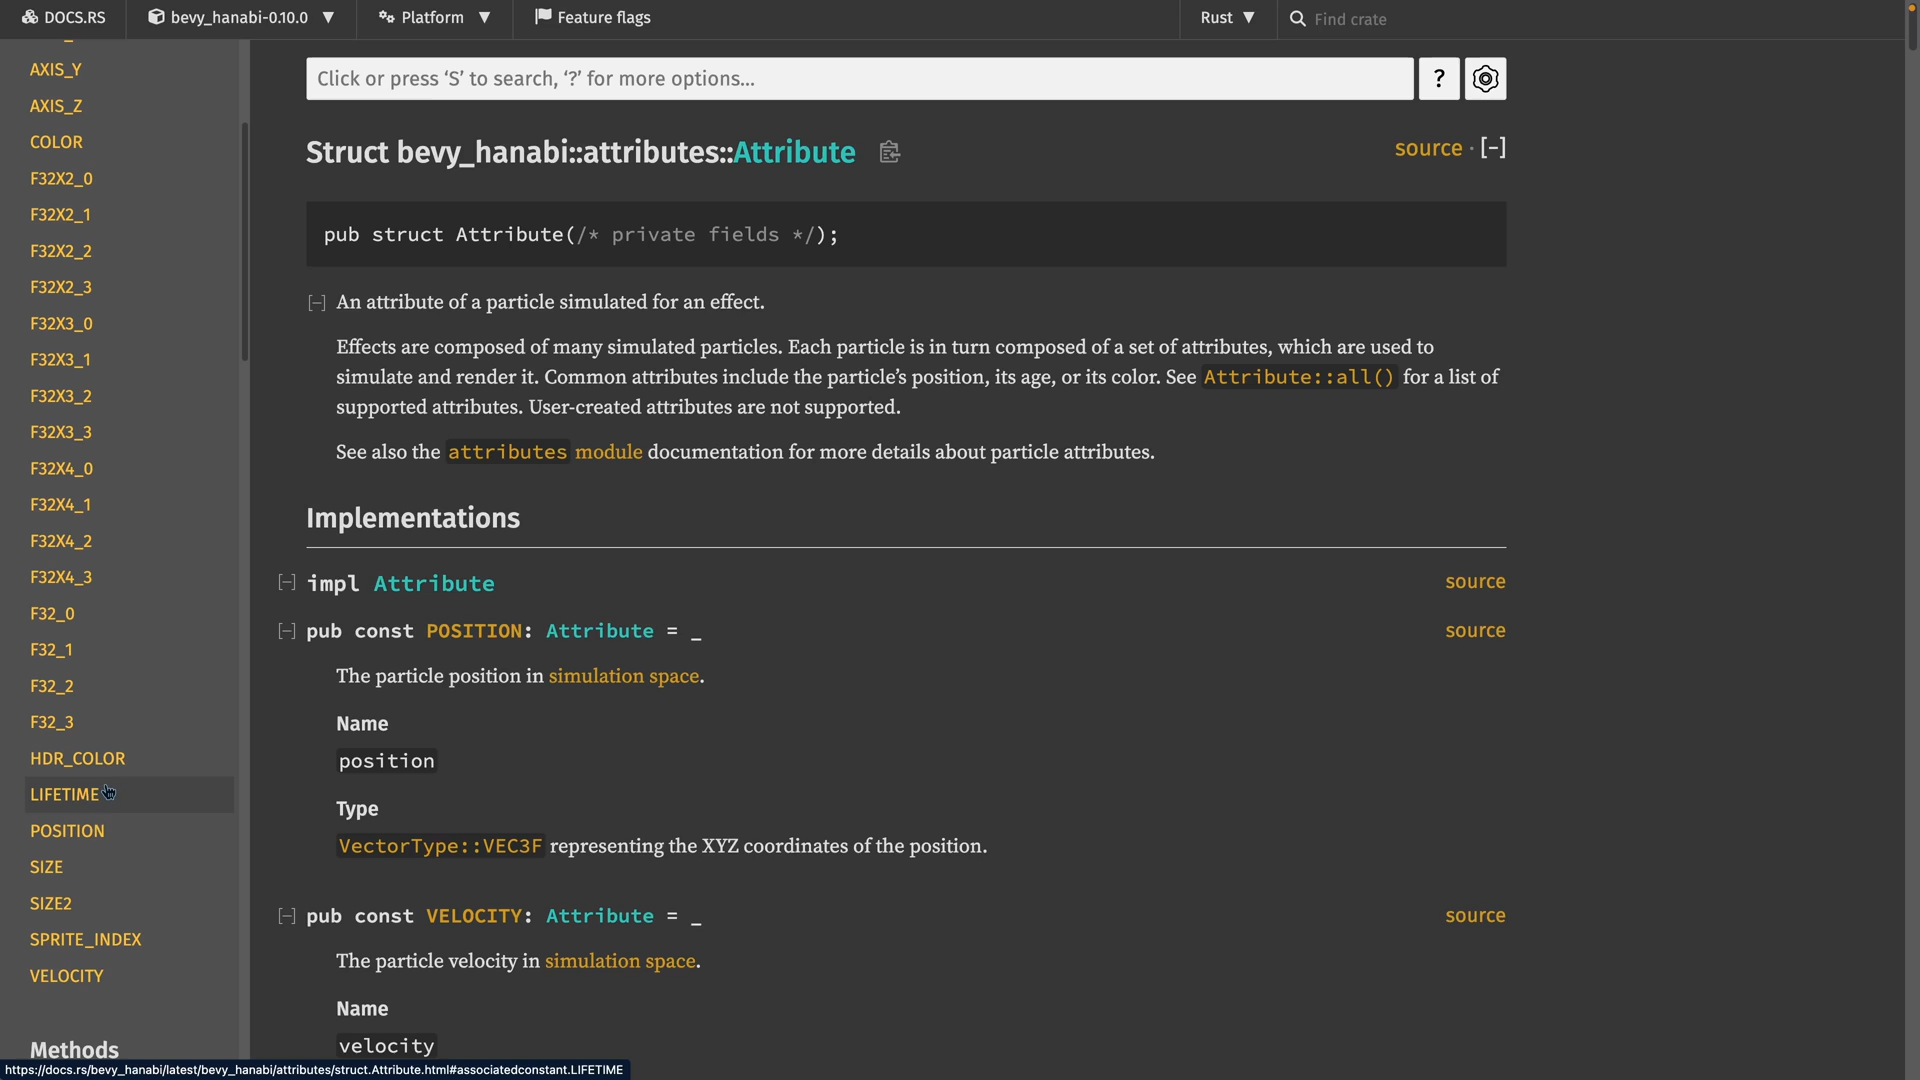 DOCS.RS
bevy_hanabi-0.10.0 ▼
Platform ▼
Feature flags
Rust ▼
Find crate
AXIS_Y
AXIS_Z
COLOR
F32X2_0
F32X2_1
F32X2_2
F32X2_3
F32X3_0
F32X3_1
F32X3_2
F32X3_3
F32X4_0
F32X4_1
F32X4_2
F32X4_3
F32_0
F32_1
F32_2
F32_3
HDR_COLOR
LIFETIME
POSITION
SIZE
SIZE2
SPRITE_INDEX
VELOCITY
Methods
Click or press ‘S’ to search, ‘?’ for more options…
?
Struct bevy_hanabi::attributes::Attribute
source · [−]
pub struct Attribute(/* private fields */);
[−] An attribute of a particle simulated for an effect.
Effects are composed of many simulated particles. Each particle is in turn composed of a set of attributes, which are used to
simulate and render it. Common attributes include the particle’s position, its age, or its color. See Attribute::all() for a list of
supported attributes. User-created attributes are not supported.
See also the attributes module documentation for more details about particle attributes.
Implementations
[−] impl Attribute source
[−] pub const POSITION: Attribute = _ source
The particle position in simulation space.
Name
position
Type
VectorType::VEC3F representing the XYZ coordinates of the position.
[−] pub const VELOCITY: Attribute = _ source
The particle velocity in simulation space.
Name
velocity
https://docs.rs/bevy_hanabi/latest/bevy_hanabi/attributes/struct.Attribute.html#associatedconstant.LIFETIME